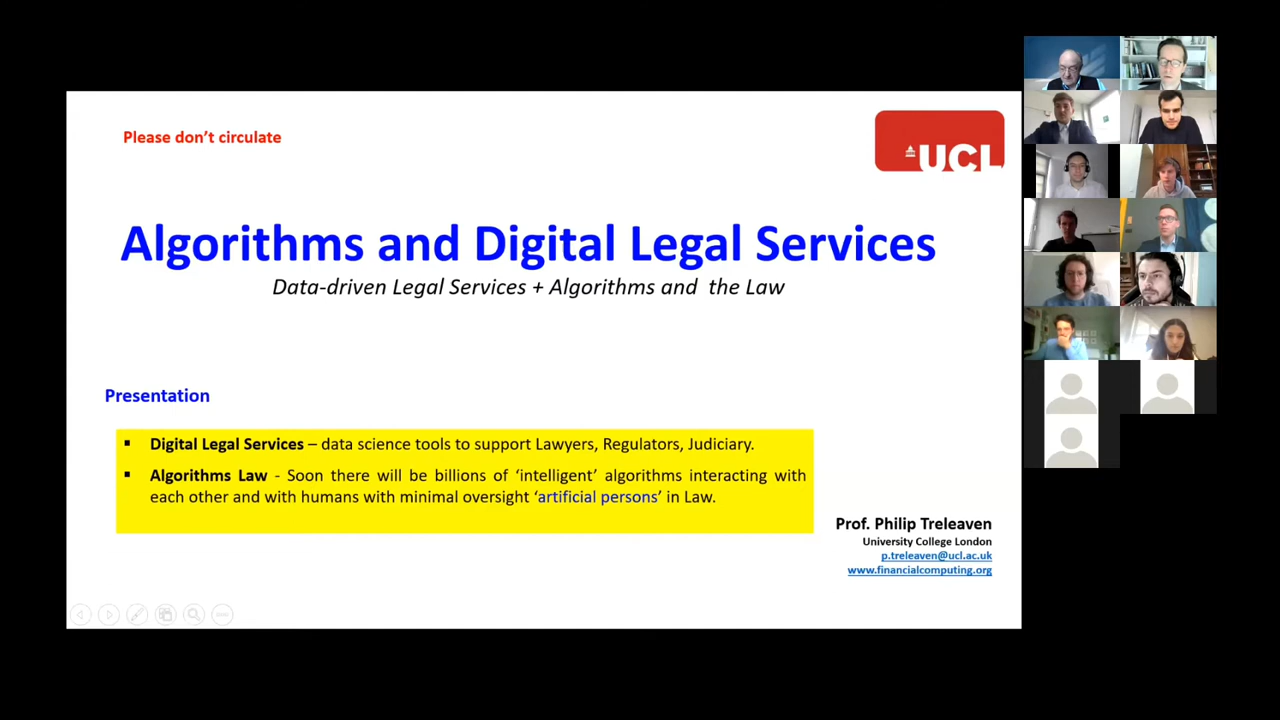 Please don't circulate
UCL
Algorithms and Digital Legal Services
Data-driven Legal Services + Algorithms and the Law
Presentation
▪ Digital Legal Services – data science tools to support Lawyers, Regulators, Judiciary.
▪ Algorithms Law - Soon there will be billions of ‘intelligent’ algorithms interacting with
each other and with humans with minimal oversight ‘artificial persons’ in Law.
Prof. Philip Treleaven
University College London
p.treleaven@ucl.ac.uk
www.financialcomputing.org